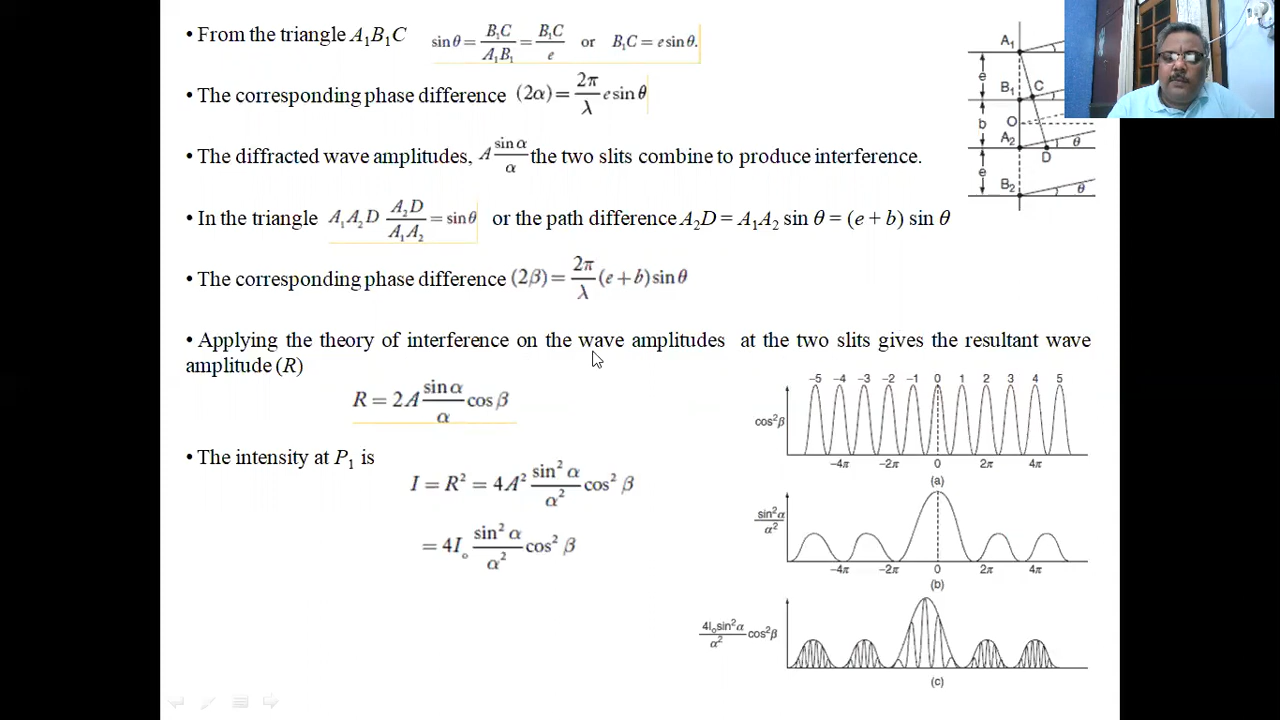 • From the triangle A₁B₁C sinθ = B₁C/A₁B₁ = B₁C/e or B₁C = e sinθ.
• The corresponding phase difference (2α) = 2π/λ e sinθ
• The diffracted wave amplitudes, A sinα/α the two slits combine to produce interference.
• In the triangle A₁A₂D A₂D/A₁A₂ = sinθ or the path difference A₂D = A₁A₂ sin θ = (e + b) sin θ
• The corresponding phase difference (2β) = 2π/λ (e + b) sinθ
• Applying the theory of interference on the wave amplitudes at the two slits gives the resultant wave
amplitude (R)
R = 2A sinα/α cos β
• The intensity at P₁ is
I = R² = 4A² sin² α/α² cos² β
= 4I₀ sin² α/α² cos² β
A₁
e
B₁ C
b O
A₂ θ
D
e
B₂ θ
–5 –4 –3 –2 –1 0 1 2 3 4 5
cos²β
–4π –2π 0 2π 4π
(a)
sin²α/α²
–4π –2π 0 2π 4π
(b)
4I₀sin²α/α² cos²β
(c)